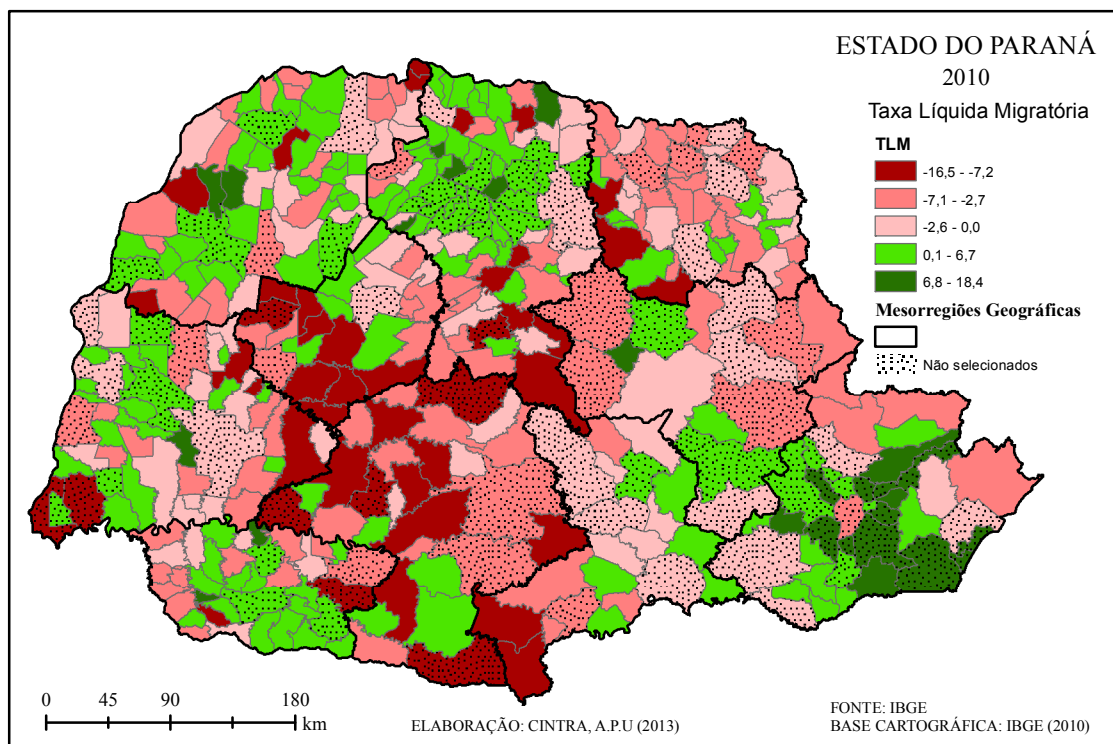 ESTADO DO PARANÁ
2010
Taxa Líquida Migratória
TLM
-16,5 - -7,2
-7,1 - -2,7
-2,6 - 0,0
0,1 - 6,7
6,8 - 18,4
Mesorregiões Geográficas
Não selecionados
0 45 90 180
km
ELABORAÇÃO: CINTRA, A.P.U (2013)
FONTE: IBGE
BASE CARTOGRÁFICA: IBGE (2010)